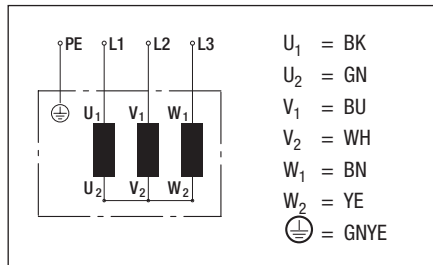 PE L1 L2 L3
U1 V1 W1
U2 V2 W2
U1 = BK
U2 = GN
V1 = BU
V2 = WH
W1 = BN
W2 = YE
= GNYE